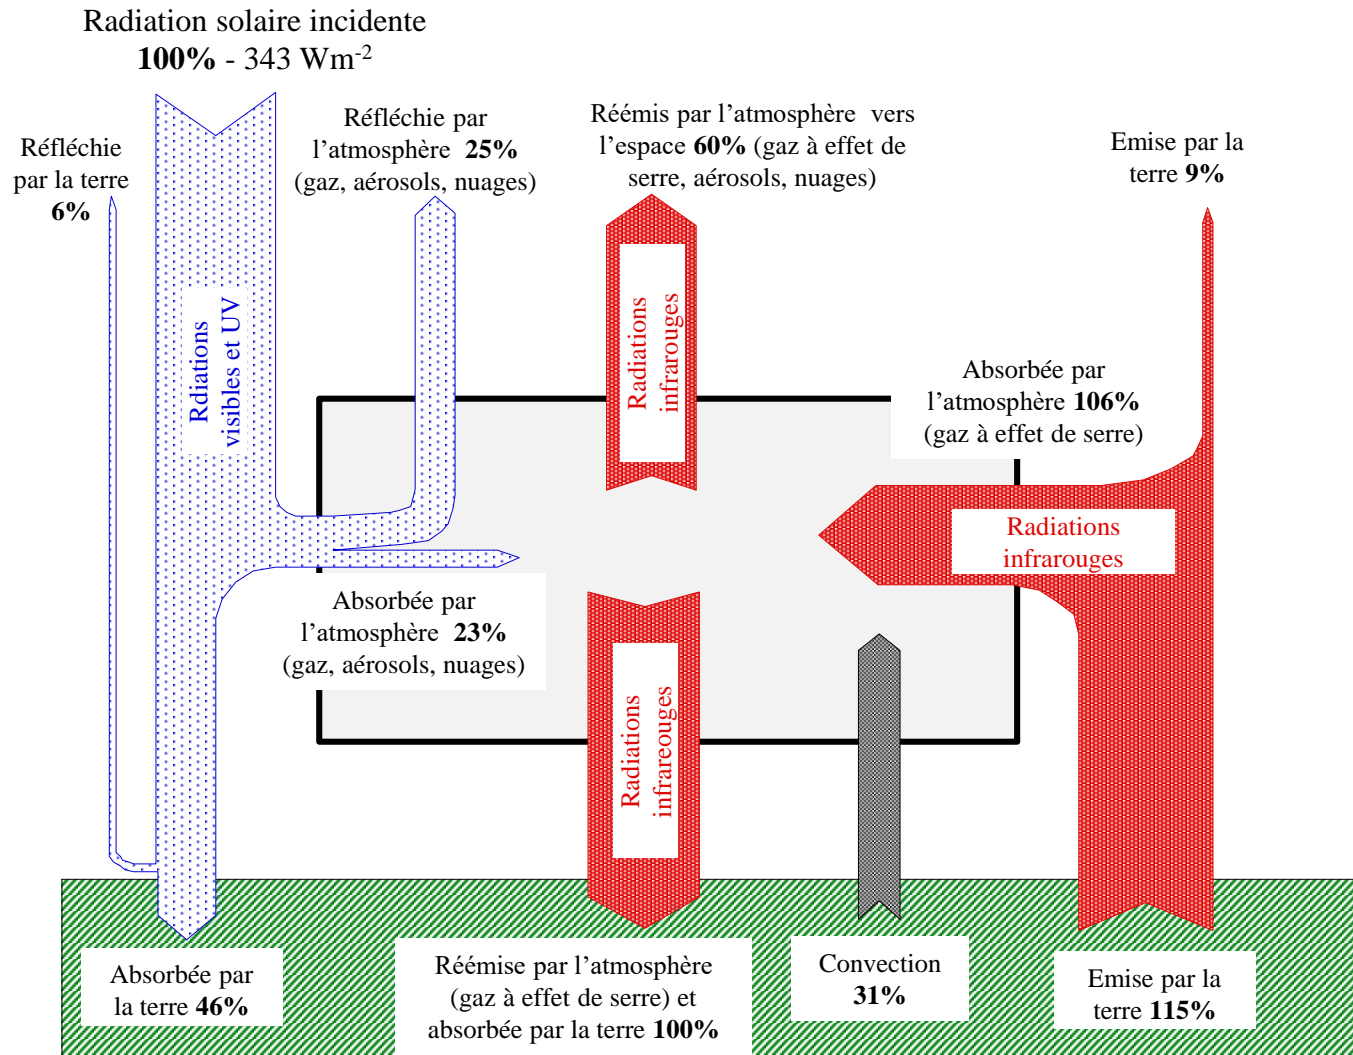 Radiation solaire incidente
100% - 343 Wm-2
Réfléchie
par la terre
6%
Réfléchie par
l’atmosphère 25%
(gaz, aérosols, nuages)
Réémis par l’atmosphère vers
l’espace 60% (gaz à effet de
serre, aérosols, nuages)
Emise par la
terre 9%
Rdiations
visibles et UV
Radiations
infrarouges
Absorbée par
l’atmosphère 106%
(gaz à effet de serre)
Radiations
infrarouges
Absorbée par
l’atmosphère 23%
(gaz, aérosols, nuages)
Radiations
infrareouges
Absorbée par
la terre 46%
Réémise par l’atmosphère
(gaz à effet de serre) et
absorbée par la terre 100%
Convection
31%
Emise par la
terre 115%